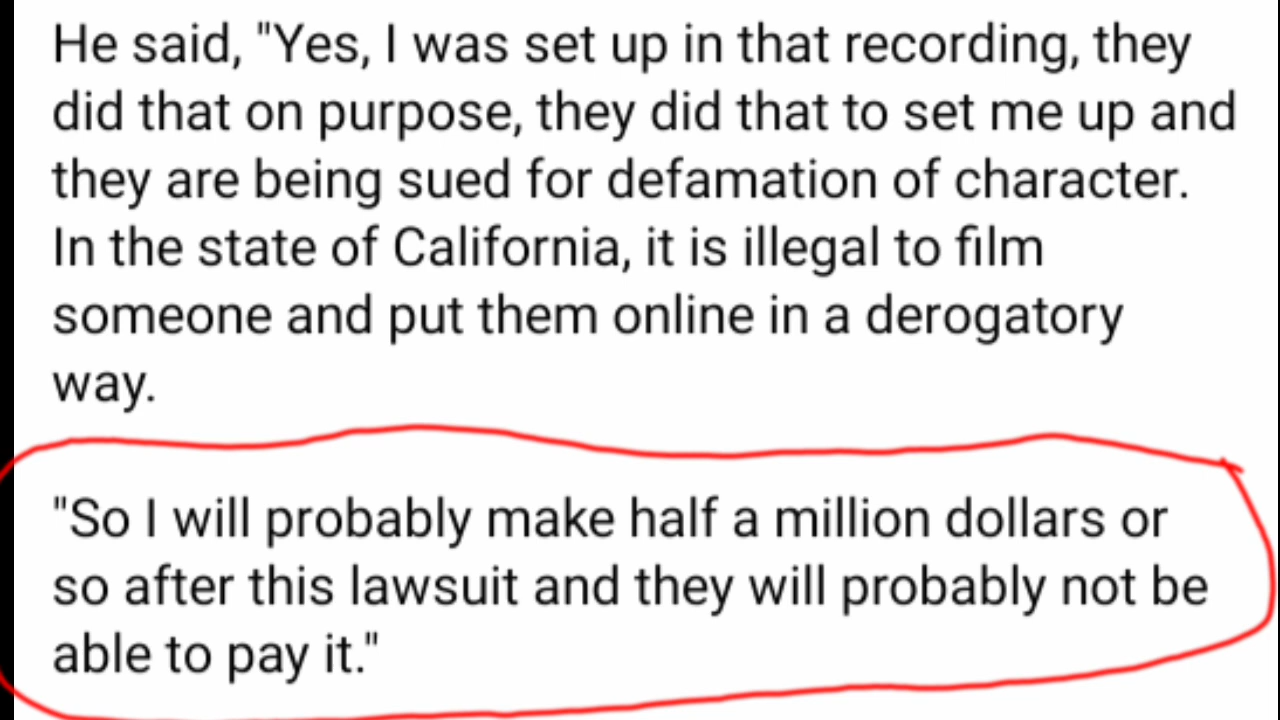 He said, "Yes, I was set up in that recording, they
did that on purpose, they did that to set me up and
they are being sued for defamation of character.
In the state of California, it is illegal to film
someone and put them online in a derogatory
way.
"So I will probably make half a million dollars or
so after this lawsuit and they will probably not be
able to pay it."